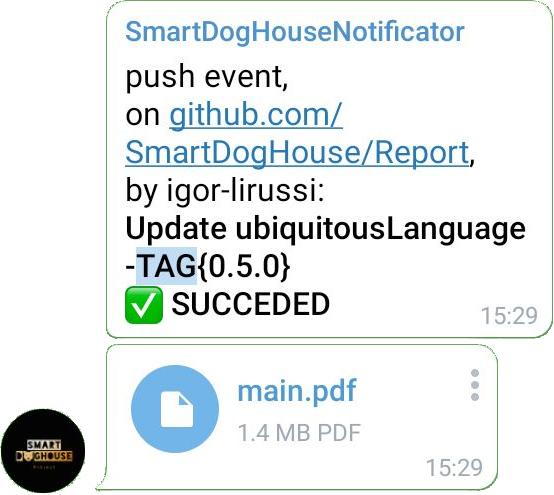 SmartDogHouseNotificator
push event,
on github.com/
SmartDogHouse/Report,
by igor-lirussi:
Update ubiquitousLanguage
-TAG{0.5.0}
✅ SUCCEDED
15:29
main.pdf
1.4 MB PDF
15:29
SMART
DOGHOUSE
Project